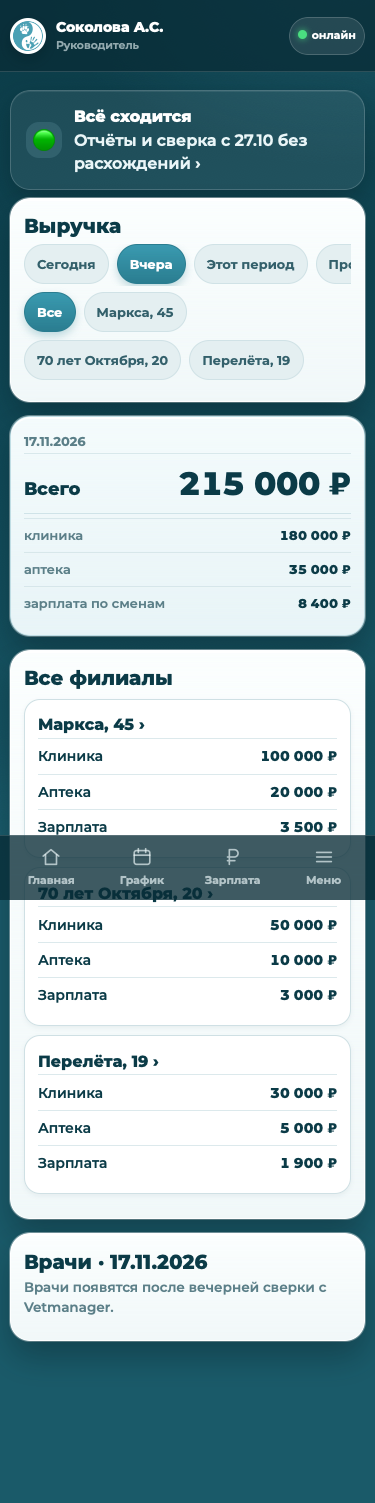 Соколова А.С.
Руководитель
онлайн
Всё сходится
Отчёты и сверка с 27.10 без
расхождений ›
Выручка
Сегодня Вчера Этот период
Все Маркса, 45
70 лет Октября, 20 Перелёта, 19
17.11.2026
Всего 215 000 ₽
клиника 180 000 ₽
аптека 35 000 ₽
зарплата по сменам 8 400 ₽
Все филиалы
Маркса, 45 ›
Клиника 100 000 ₽
Аптека 20 000 ₽
Зарплата 3 500 ₽
Главная График Зарплата Меню
70 лет Октября, 20 ›
Клиника 50 000 ₽
Аптека 10 000 ₽
Зарплата 3 000 ₽
Перелёта, 19 ›
Клиника 30 000 ₽
Аптека 5 000 ₽
Зарплата 1 900 ₽
Врачи · 17.11.2026
Врачи появятся после вечерней сверки с
Vetmanager.